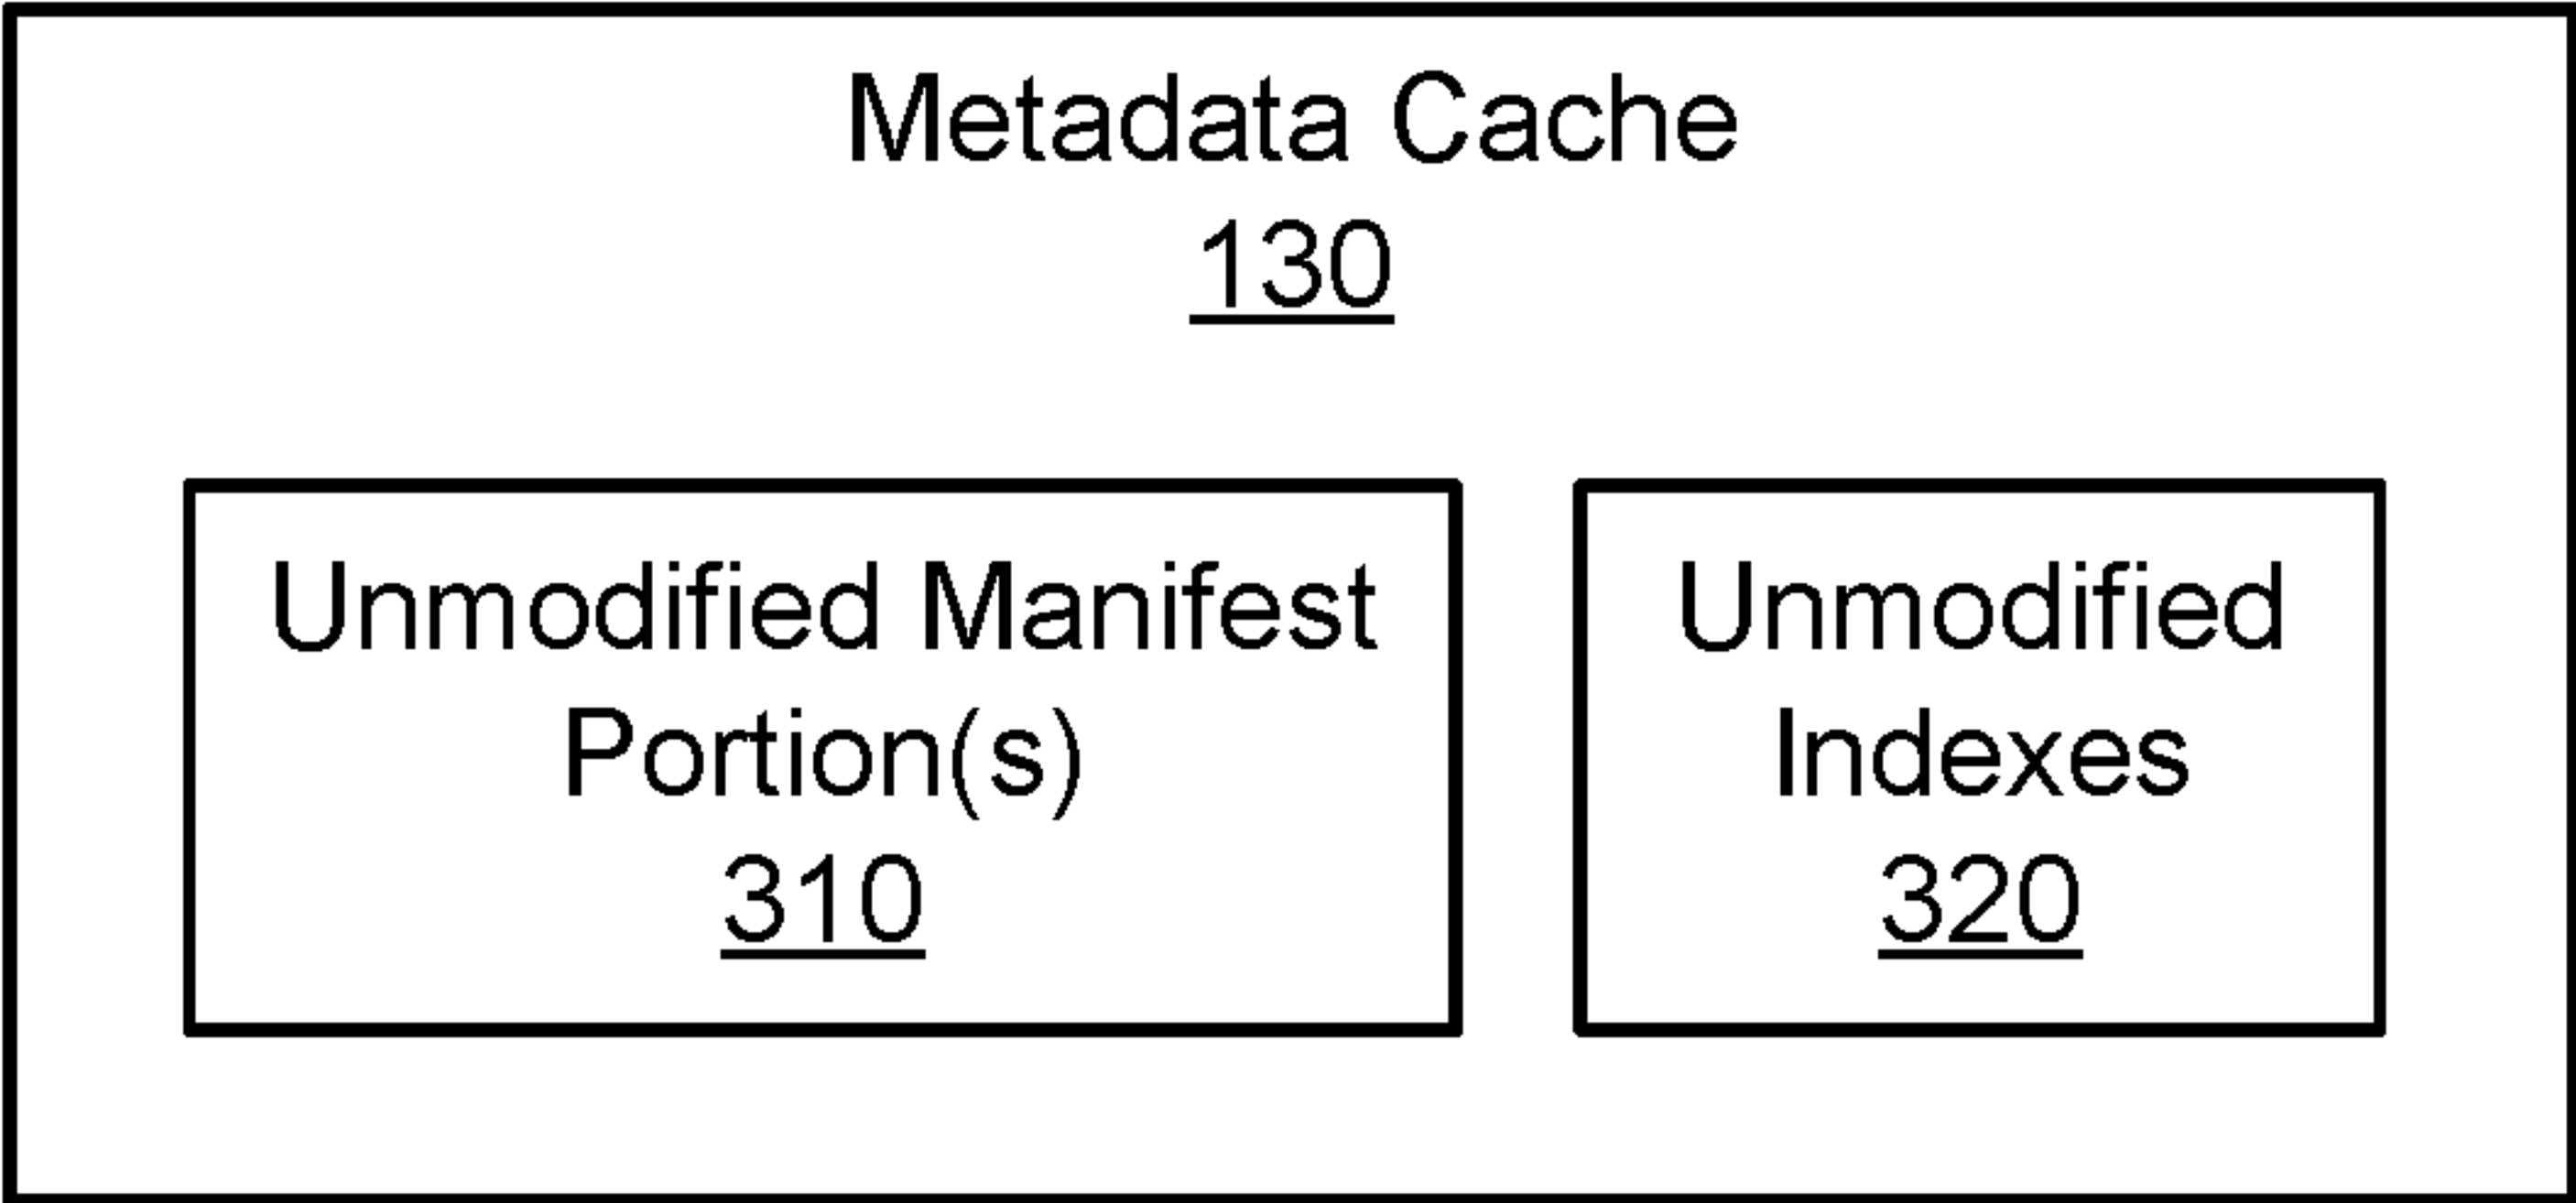 Metadata Cache
130
Unmodified Manifest
Portion(s)
310
Unmodified
Indexes
320